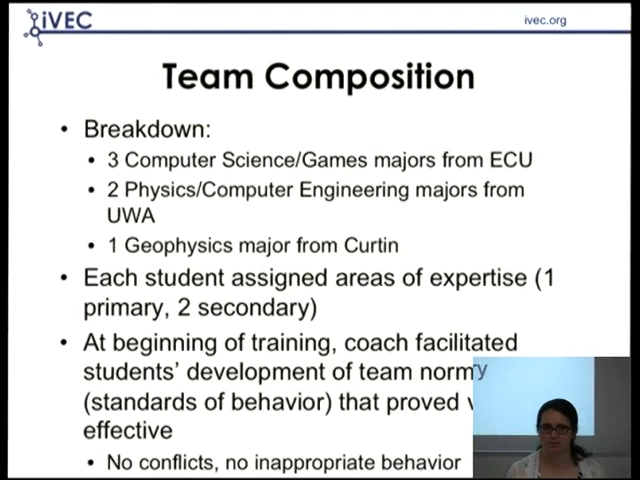 iVEC
ivec.org
Team Composition
• Breakdown:
• 3 Computer Science/Games majors from ECU
• 2 Physics/Computer Engineering majors from
UWA
• 1 Geophysics major from Curtin
• Each student assigned areas of expertise (1
primary, 2 secondary)
• At beginning of training, coach facilitated
students' development of team norm
(standards of behavior) that proved
effective
• No conflicts, no inappropriate behavior